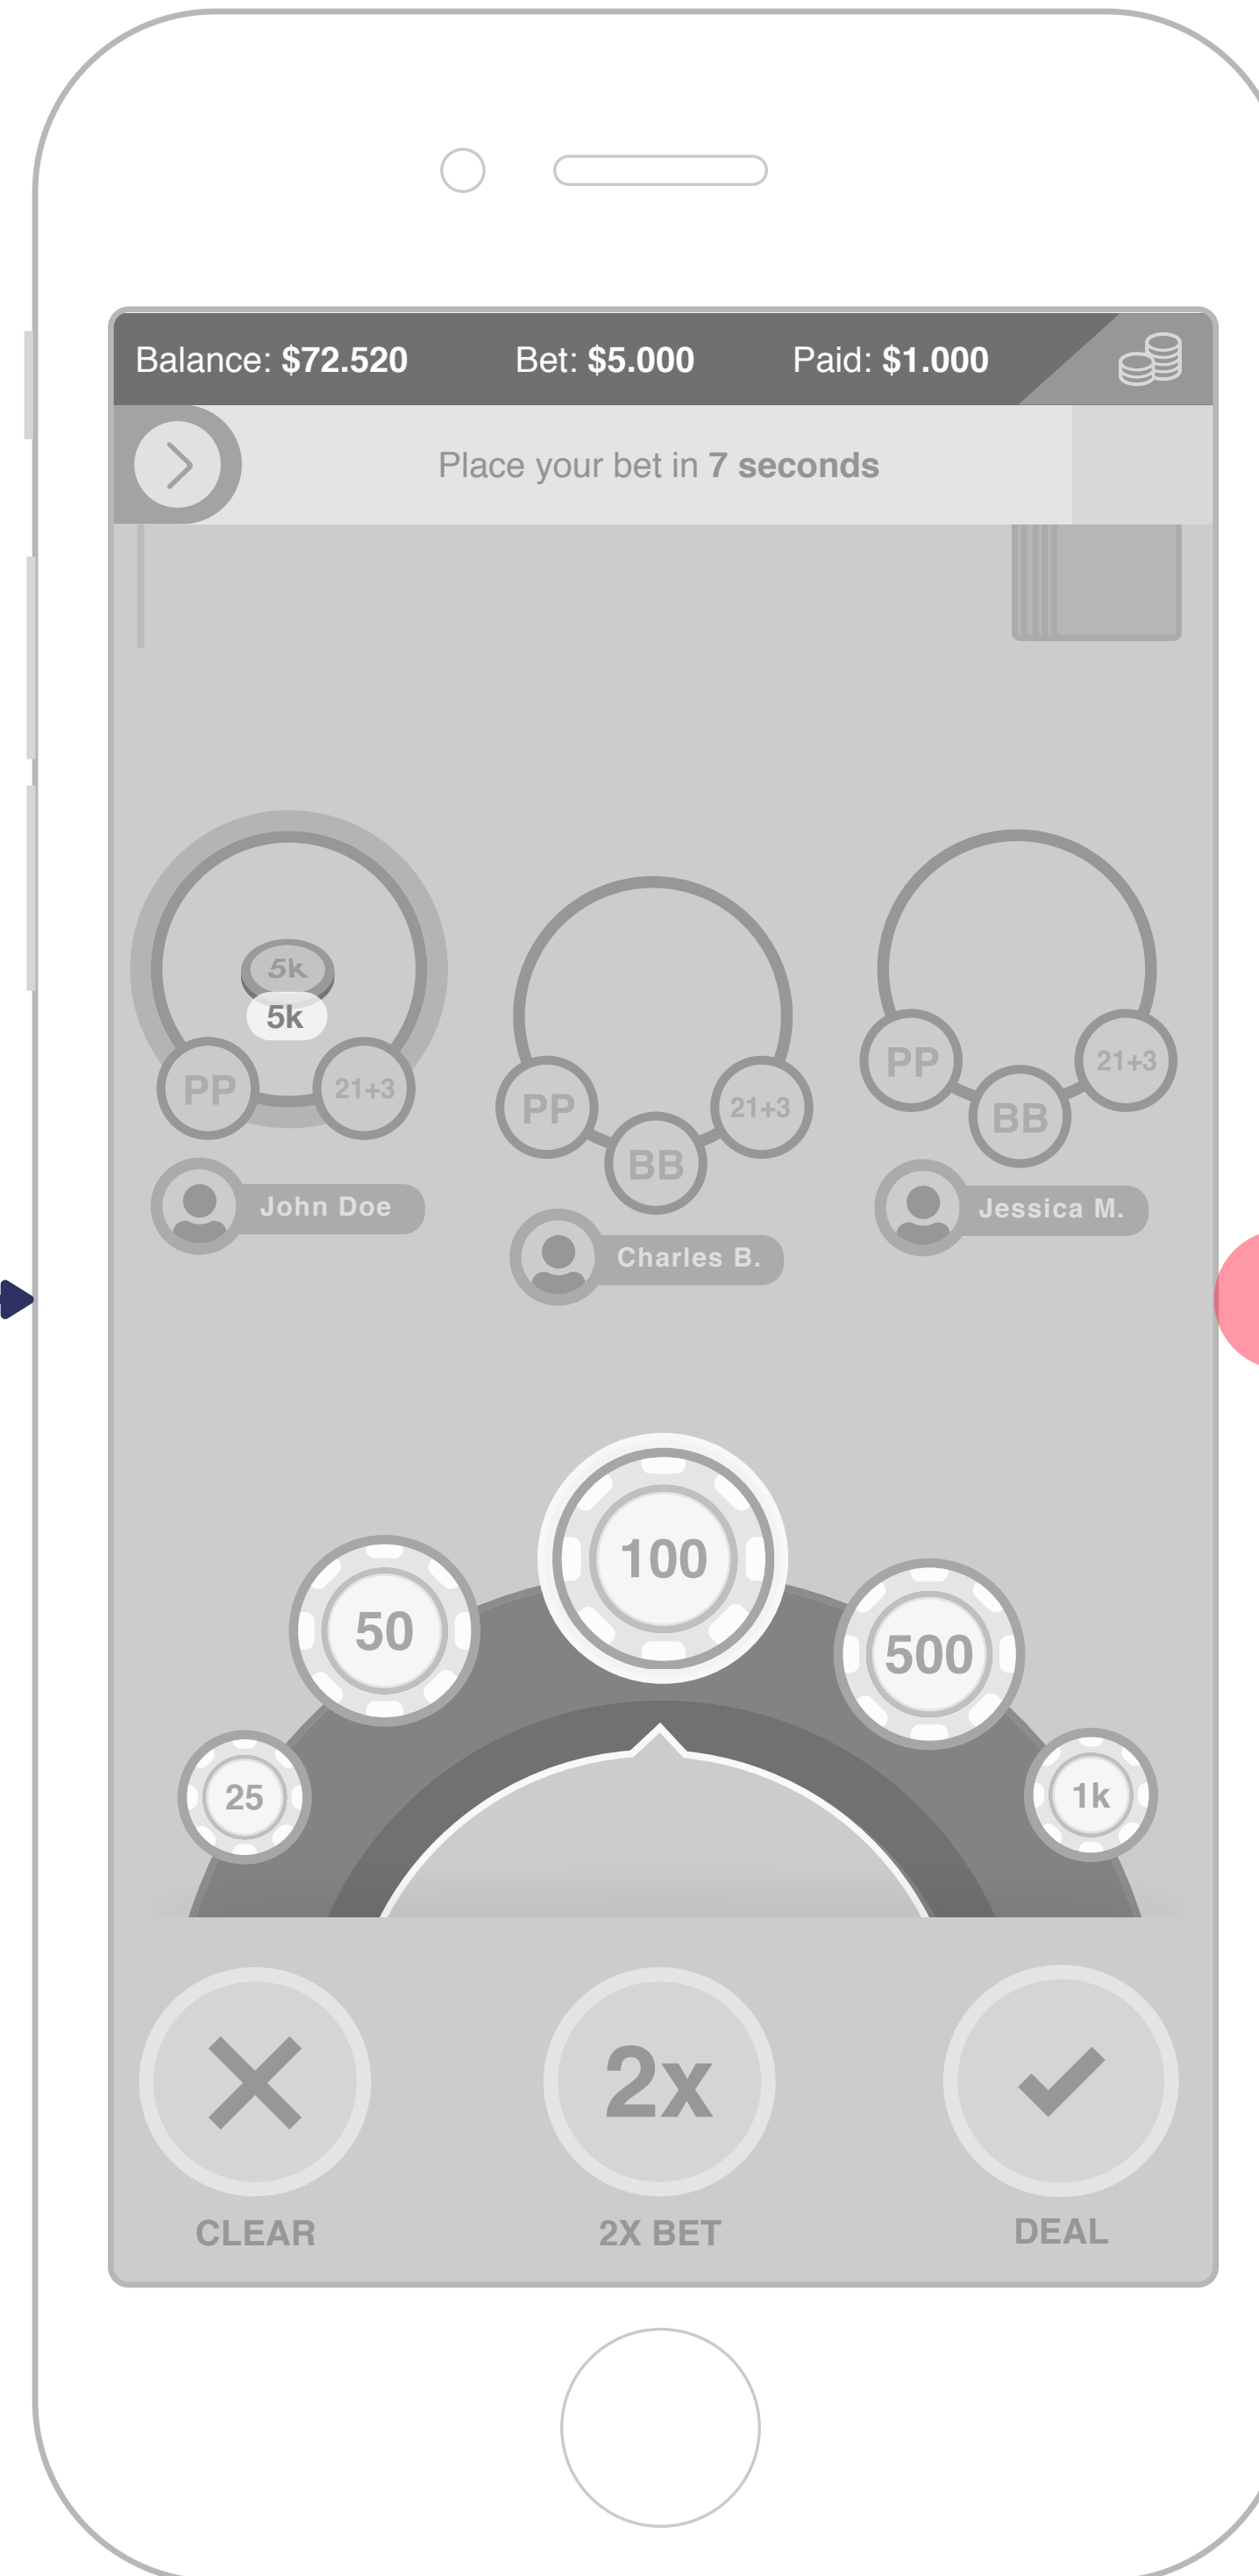 Balance: $72.520 Bet: $5.000 Paid: $1.000
Place your bet in 7 seconds
5k
5k
PP 21+3
John Doe
PP BB 21+3
Charles B.
PP BB 21+3
Jessica M.
25 50 100 500 1k
2x
CLEAR 2X BET DEAL